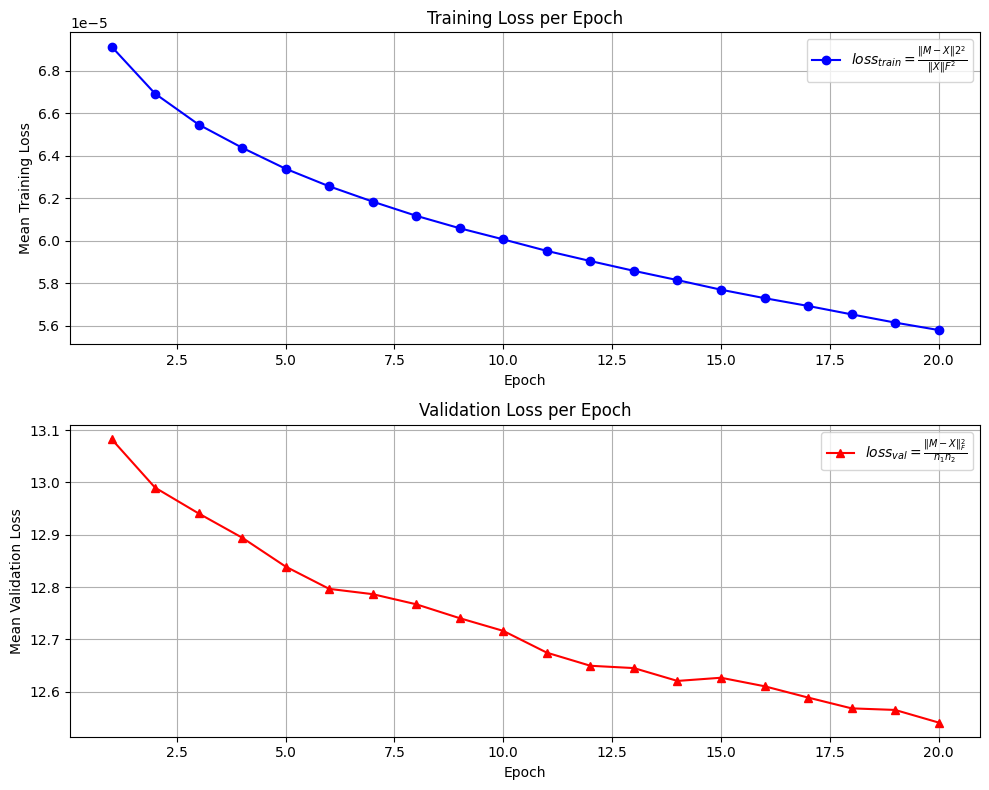 Training Loss per Epoch
1e−5
loss_train = ‖M − X‖2² / ‖X‖F²
Mean Training Loss
6.8
6.6
6.4
6.2
6.0
5.8
5.6
2.5 5.0 7.5 10.0 12.5 15.0 17.5 20.0
Epoch
Validation Loss per Epoch
loss_val = ‖M − X‖_F² / n₁n₂
Mean Validation Loss
13.1
13.0
12.9
12.8
12.7
12.6
2.5 5.0 7.5 10.0 12.5 15.0 17.5 20.0
Epoch